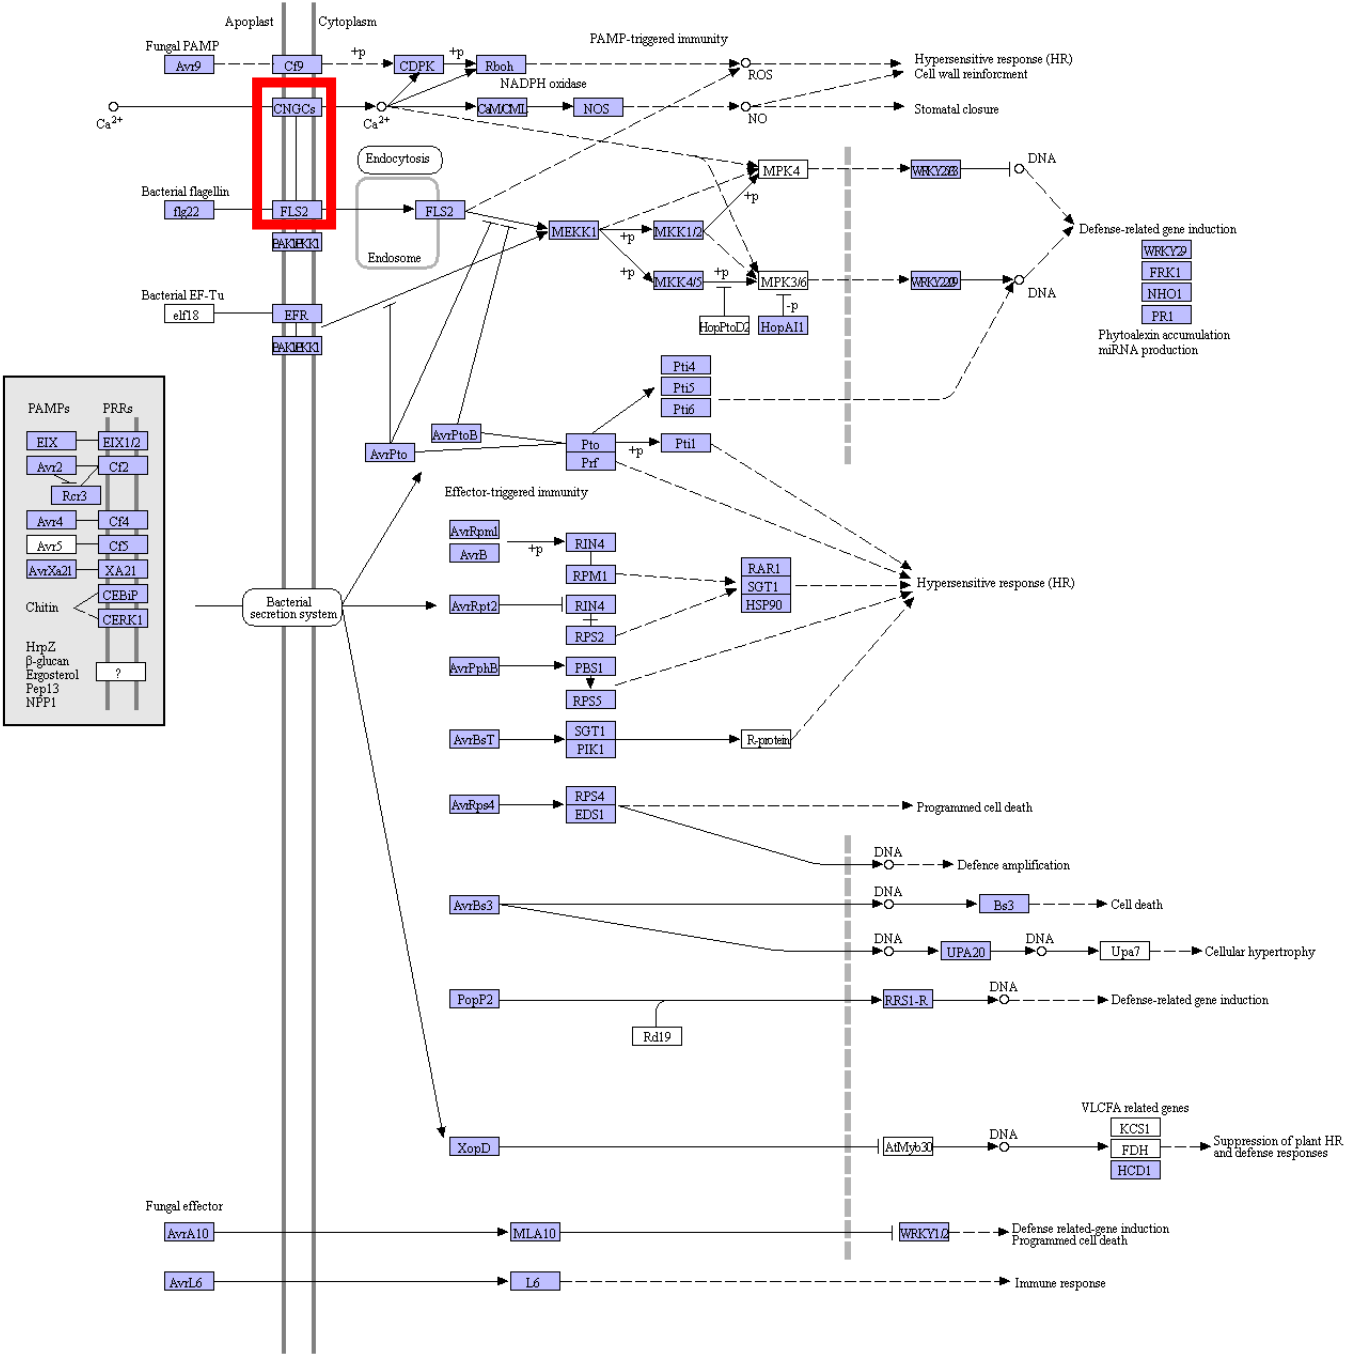 Apoplast Cytoplasm
Fungal PAMP
Avr9 Cf9 +p CDPK +p Rboh
PAMP-triggered immunity
ROS
Hypersensitive response (HR)
Cell wall reinforcment
NADPH oxidase
Ca2+ CNGCs Ca2+ CaM/CML NOS NO Stomatal closure
Endocytosis
MPK4 WRKY25/33 DNA
+p
Bacterial flagellin
flg22 FLS2 FLS2
BAK1/BKK1
MEKK1 +p MKK1/2
Endosome
Defense-related gene induction
WRKY29
FRK1
NHO1
PR1
Phytoalexin accumulation
miRNA production
+p MKK4/5 +p MPK3/6 WRKY22/29 DNA
-p
HopPtoD2 HopAI1
Bacterial EF-Tu
elf18 EFR
BAK1/BKK1
Pti4
Pti5
Pti6
AvrPto AvrPtoB Pto +p Pti1
Prf
PAMPs PRRs
EIX EIX1/2
Avr2 Cf2
Rcr3
Avr4 Cf4
Avr5 Cf5
AvrXa21 XA21
Chitin CEBiP
CERK1
HrpZ
β-glucan
Ergosterol
Pep13
NPP1
?
Effector-triggered immunity
AvrRpm1
AvrB +p RIN4
RPM1
RAR1
SGT1
HSP90
Hypersensitive response (HR)
Bacterial
secretion system
AvrRpt2 RIN4
RPS2
AvrPphB PBS1
RPS5
AvrBsT SGT1
PIK1
R-protein
AvrRps4 RPS4
EDS1
Programmed cell death
DNA Defence amplification
AvrBs3 DNA Bs3 Cell death
DNA UPA20 DNA Upa7 Cellular hypertrophy
PopP2 RRS1-R DNA Defense-related gene induction
Rd19
VLCFA related genes
XopD AtMyb30 DNA
KCS1
FDH
HCD1
Suppression of plant HR
and defense responses
Fungal effector
AvrA10 MLA10 WRKY1/2
Defense related-gene induction
Programmed cell death
AvrL6 L6 Immune response